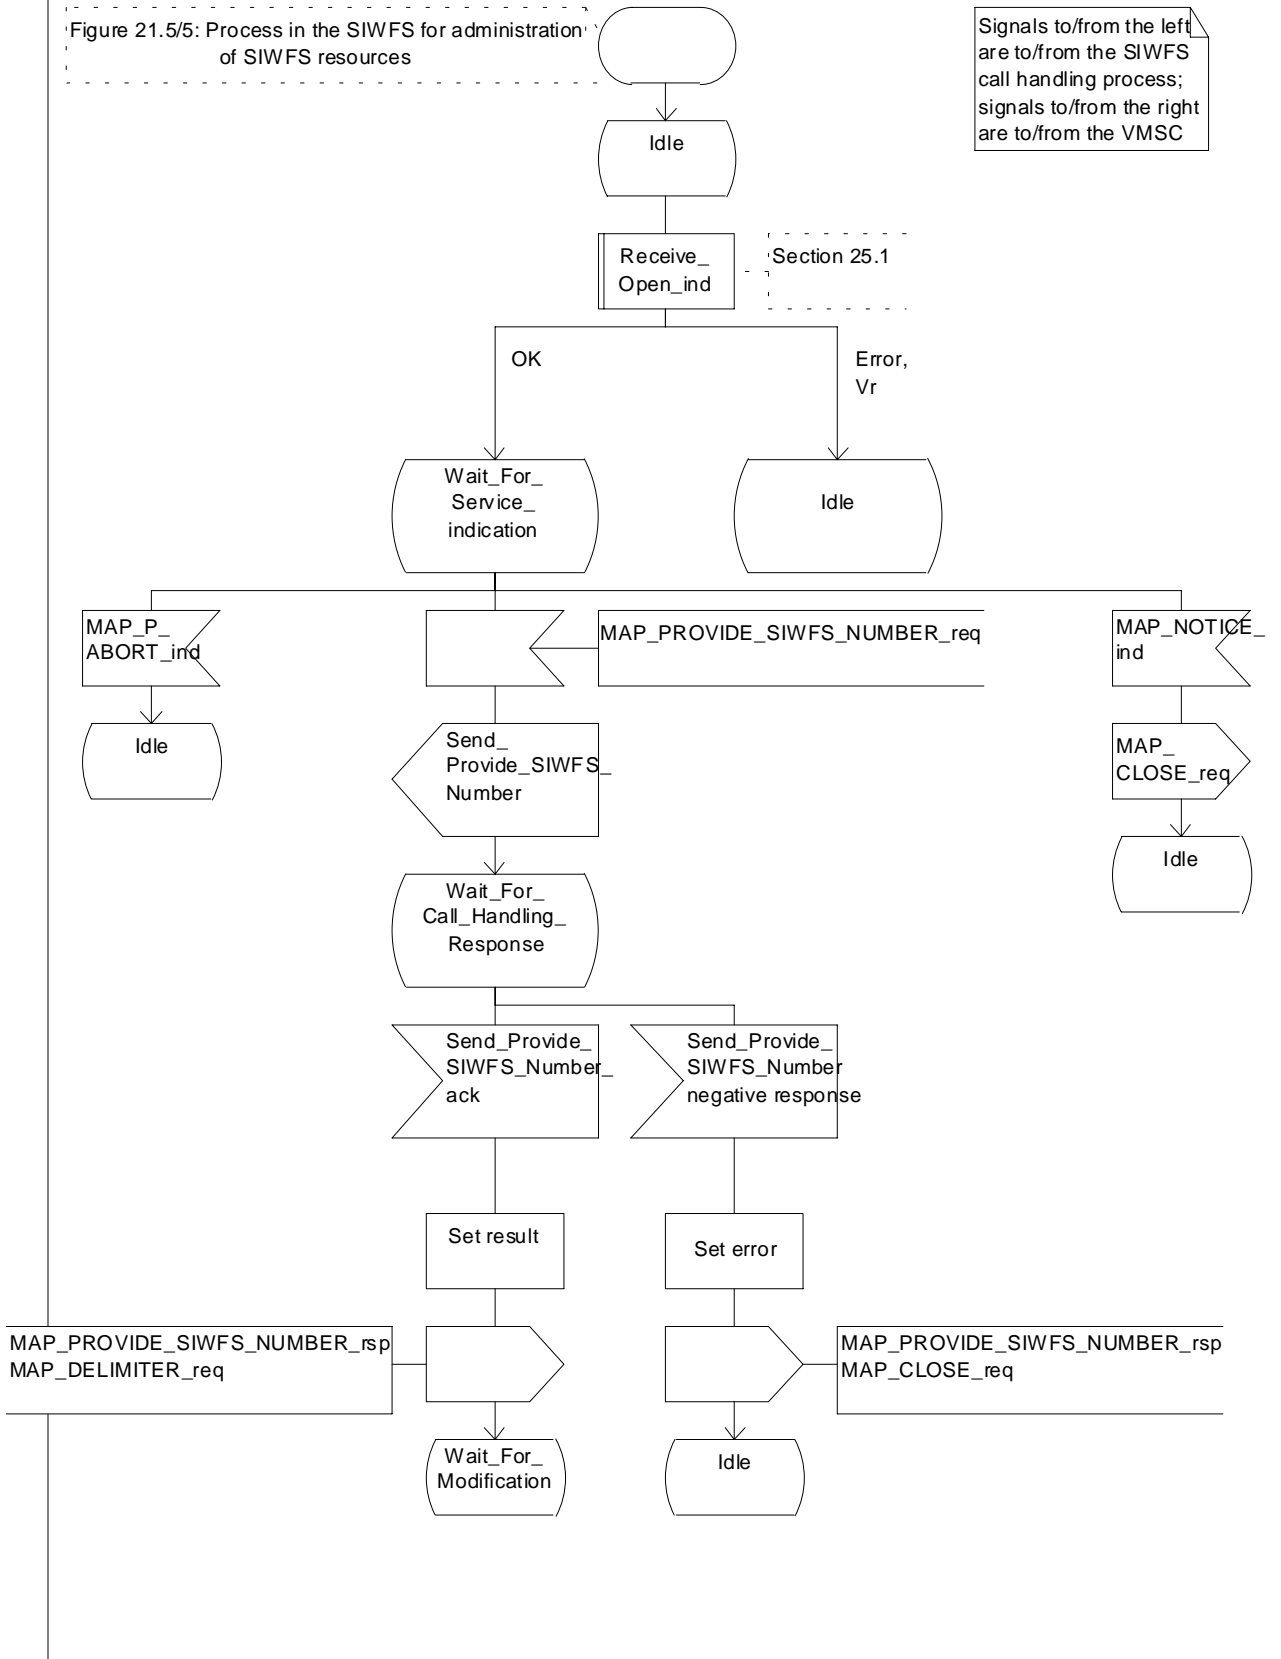 Figure 21.5/5: Process in the SIWFS for administration
of SIWFS resources
Signals to/from the left
are to/from the SIWFS
call handling process;
signals to/from the right
are to/from the VMSC
Idle
Receive_
Open_ind
Section 25.1
OK
Error,
Vr
Wait_For_
Service_
indication
Idle
MAP_P_
ABORT_ind
MAP_PROVIDE_SIWFS_NUMBER_req
MAP_NOTICE_
ind
Idle
Send_
Provide_SIWFS_
Number
MAP_
CLOSE_req
Idle
Wait_For_
Call_Handling_
Response
Send_Provide_
SIWFS_Number_
ack
Send_Provide_
SIWFS_Number
negative response
Set result
Set error
MAP_PROVIDE_SIWFS_NUMBER_rsp
MAP_DELIMITER_req
MAP_PROVIDE_SIWFS_NUMBER_rsp
MAP_CLOSE_req
Wait_For_
Modification
Idle